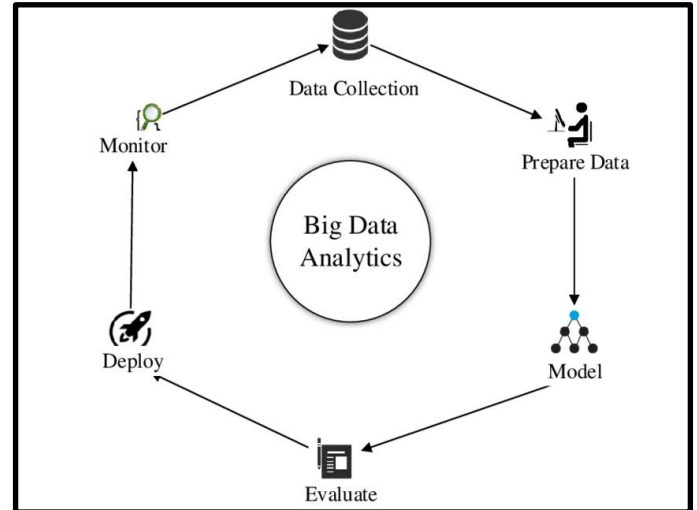 Data Collection
Monitor
Prepare Data
Big Data
Analytics
Deploy
Model
Evaluate